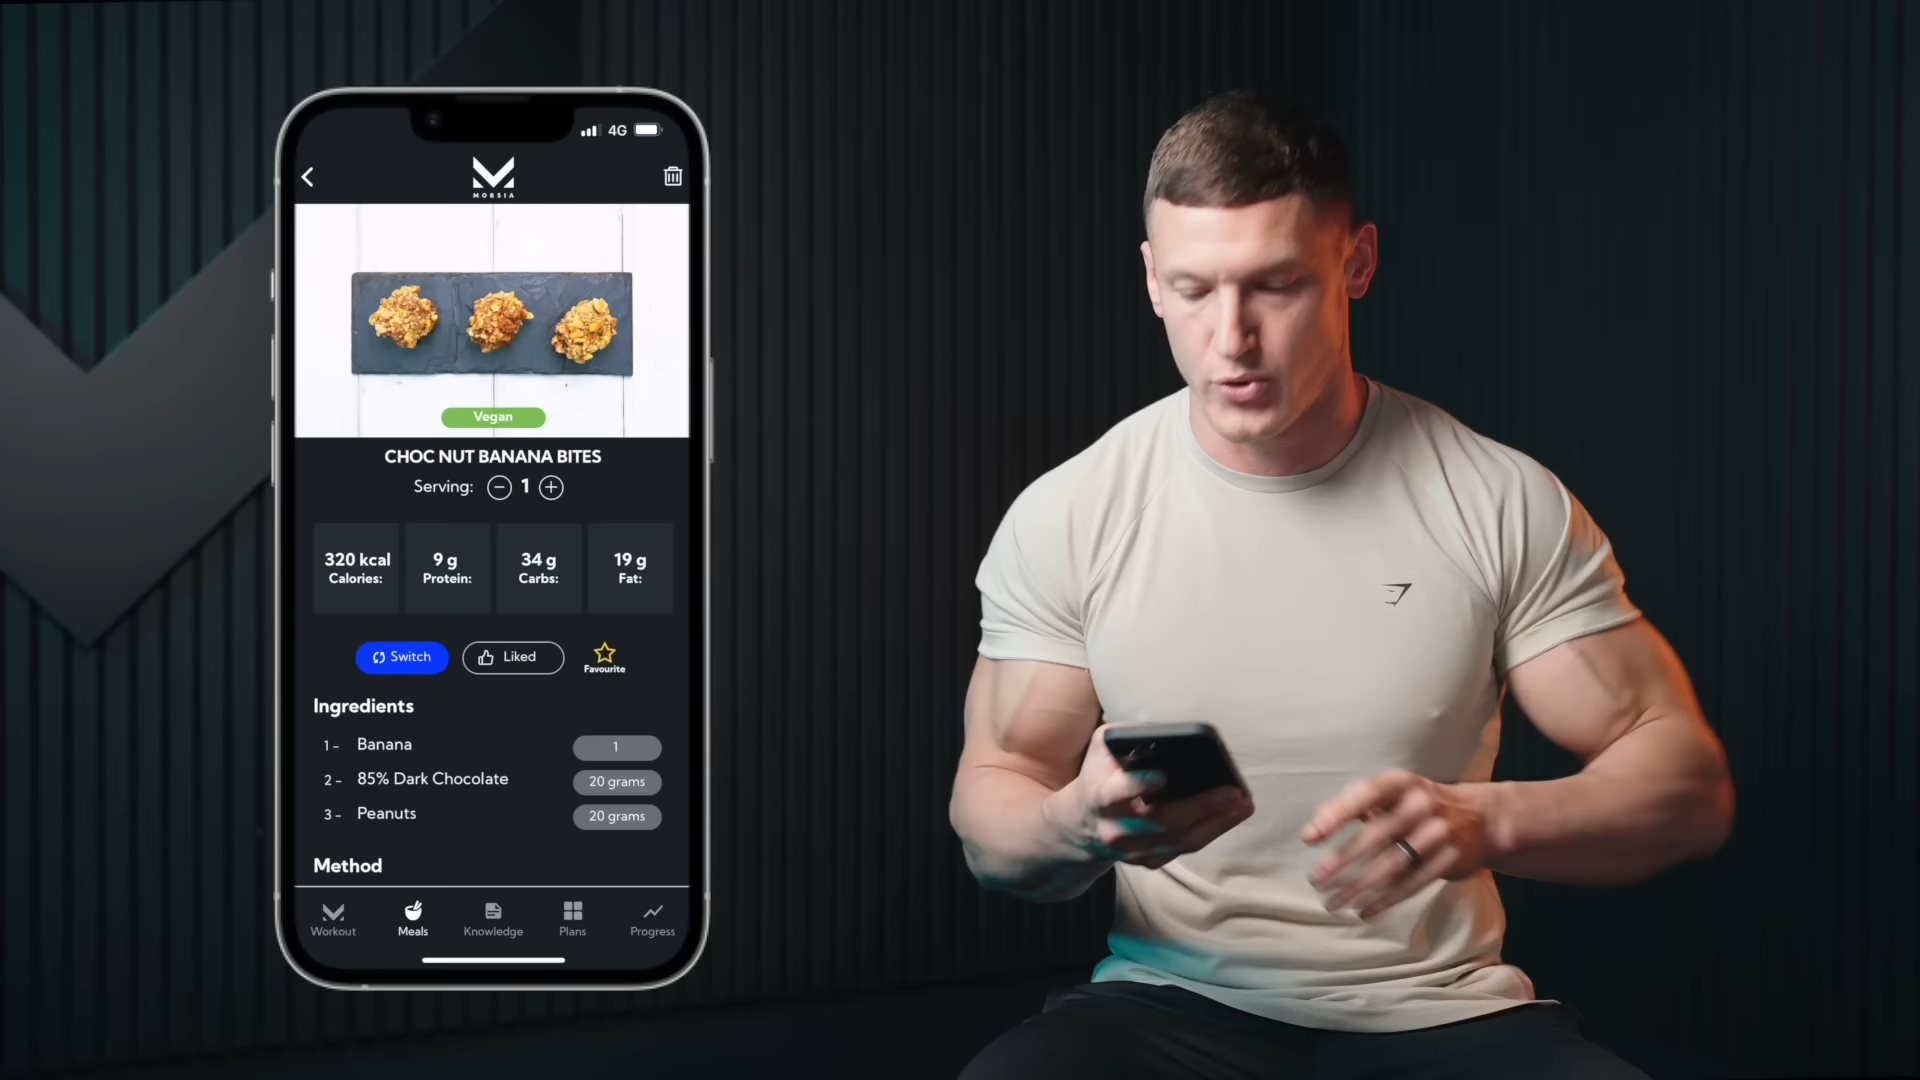 4G
MORSIA
Vegan
CHOC NUT BANANA BITES
Serving: 1
320 kcal 9 g 34 g 19 g
Calories: Protein: Carbs: Fat:
Switch Liked Favourite
Ingredients
1 - Banana 1
2 - 85% Dark Chocolate 20 grams
3 - Peanuts 20 grams
Method
Workout Meals Knowledge Plans Progress